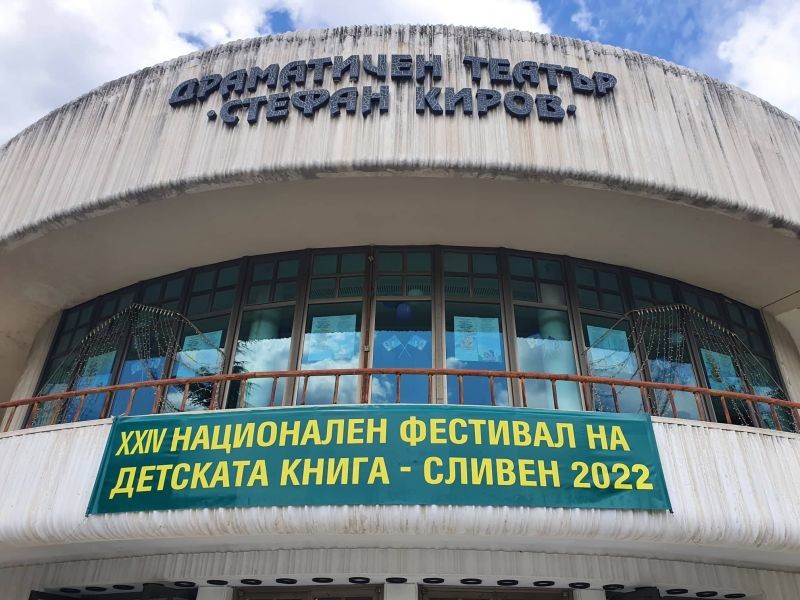 ДРАМАТИЧЕН ТЕАТЪР
·СТЕФАН КИРОВ·
XXIV НАЦИОНАЛЕН ФЕСТИВАЛ НА
ДЕТСКАТА КНИГА - СЛИВЕН 2022